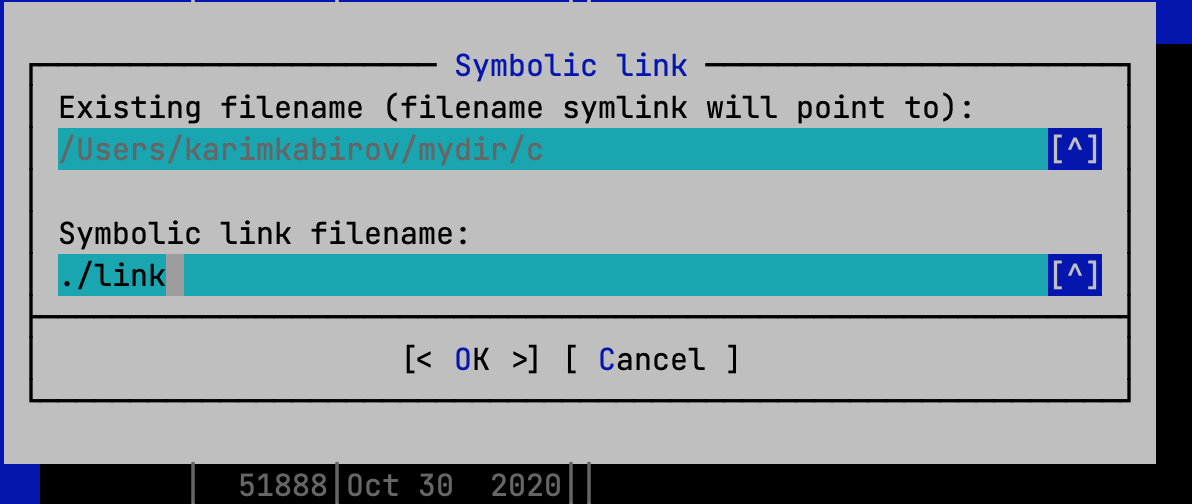 Symbolic link
Existing filename (filename symlink will point to):
/Users/karimkabirov/mydir/c [^]
Symbolic link filename:
./link [^]
[< OK >] [ Cancel ]
51888|Oct 30 2020||